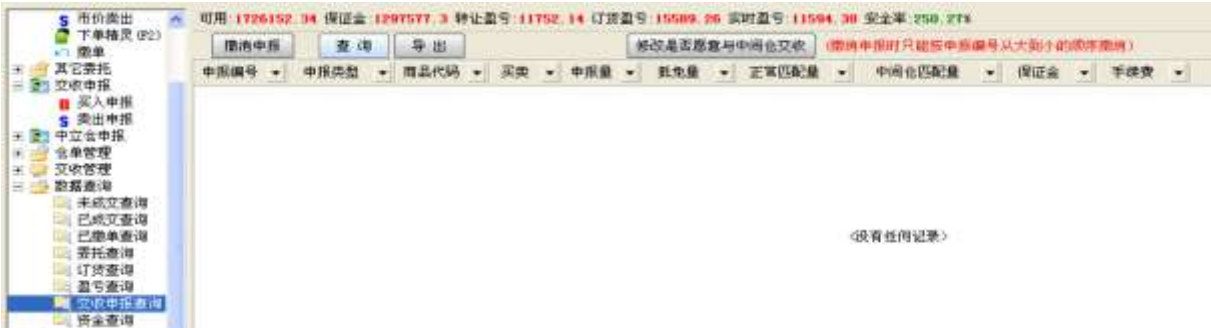 市价卖出
下单精灵(F2)
撤单
其它委托
交收申报
买入申报
卖出申报
中立仓申报
仓单管理
交收管理
数据查询
未成交查询
已成交查询
已撤单查询
委托查询
订货查询
盈亏查询
交收申报查询
资金查询
可用:1726152.34 保证金:1297577.3 转让盈亏:11752.14 订货盈亏:15589.26 实时盈亏:11594.30 安全率:250.27%
撤消申报 查 询 导 出 修改是否愿意与中间仓交收 (撤消申报时只能按申报编号从大到小的顺序撤消)
申报编号 申报类型 商品代码 买卖 申报量 抵免量 正常匹配量 中间仓匹配量 保证金 手续费
<没有任何记录>